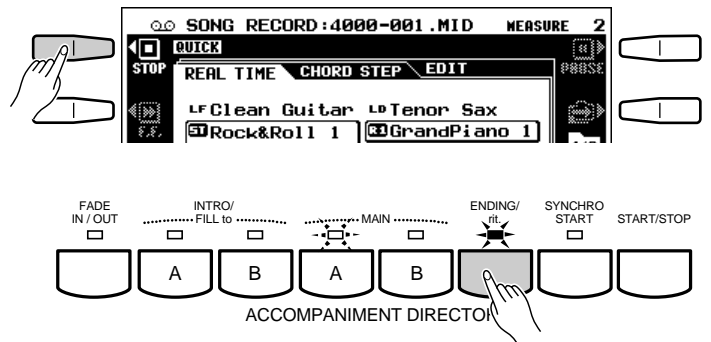 SONG RECORD:4000-001.MID MEASURE 2
QUICK
STOP PAUSE
REAL TIME CHORD STEP EDIT
LF Clean Guitar LD Tenor Sax
F.F. ST Rock&Roll 1 R1 GrandPiano 1
FADE IN / OUT
INTRO/ FILL to
MAIN
ENDING/ rit.
SYNCHRO START
START/STOP
A B A B
ACCOMPANIMENT DIRECTOR